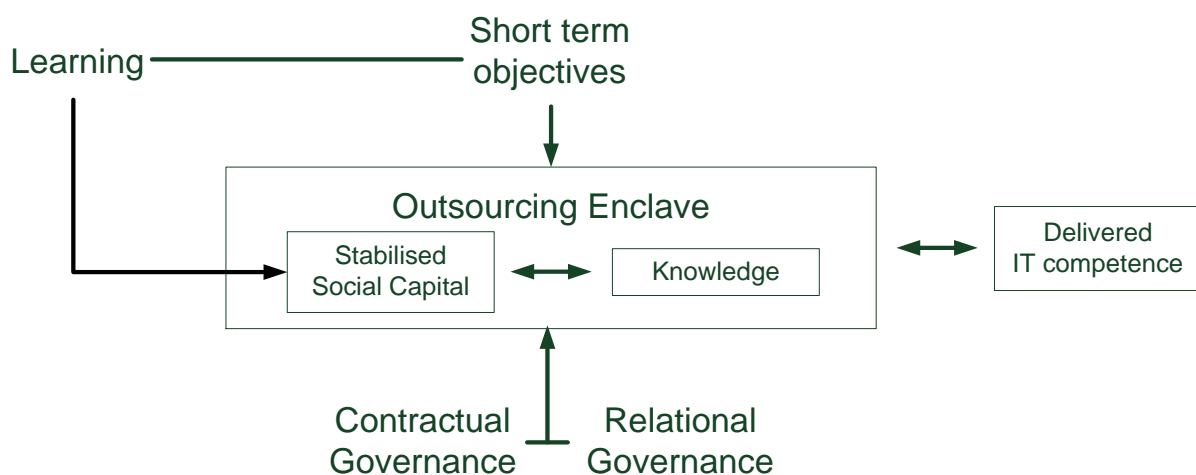 Learning
Short term
objectives
Outsourcing Enclave
Stabilised
Social Capital
Knowledge
Delivered
IT competence
Contractual
Governance
Relational
Governance